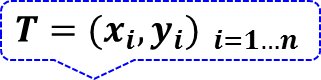 T = (xᵢ, yᵢ) ᵢ₌₁…ₙ